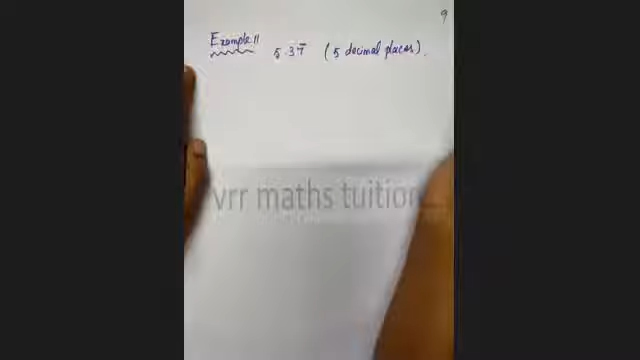 9
Example 11
5.37̅ (5 decimal places).
vrr maths tuition